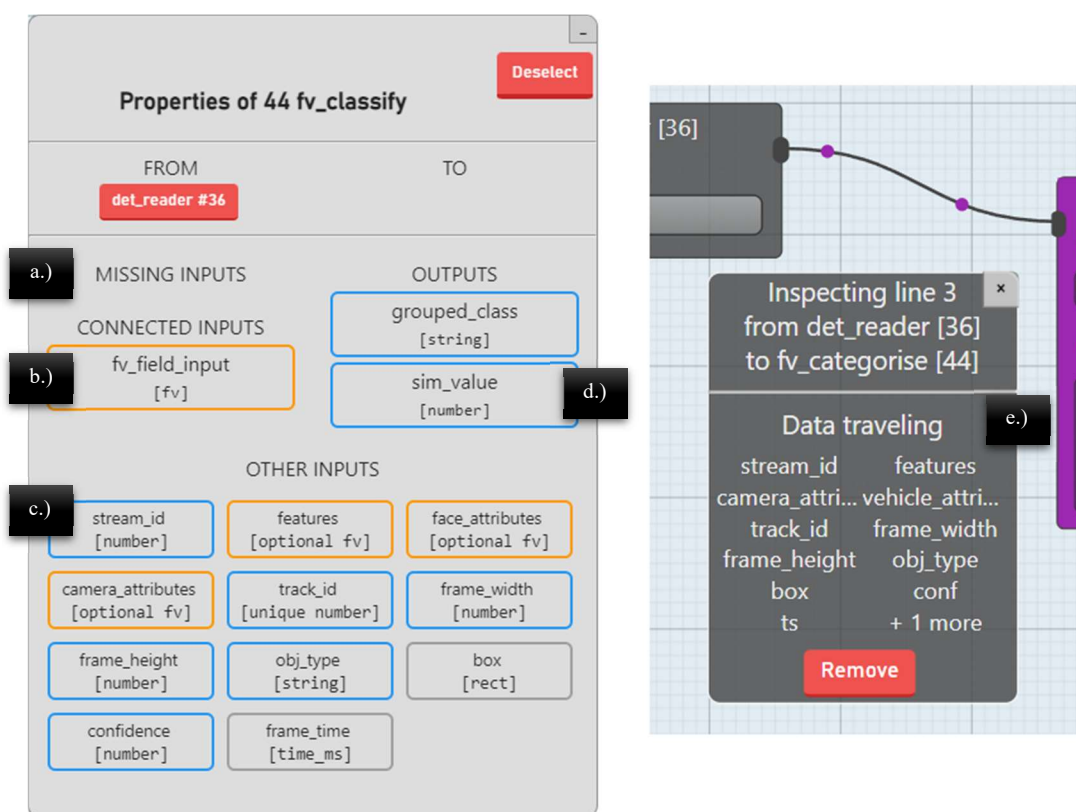 -
Deselect
Properties of 44 fv_classify
FROM
TO
det_reader #36
a.)
MISSING INPUTS
OUTPUTS
grouped_class
[string]
CONNECTED INPUTS
b.)
fv_field_input
[fv]
sim_value
[number]
d.)
OTHER INPUTS
c.)
stream_id
[number]
features
[optional fv]
face_attributes
[optional fv]
camera_attributes
[optional fv]
track_id
[unique number]
frame_width
[number]
frame_height
[number]
obj_type
[string]
box
[rect]
confidence
[number]
frame_time
[time_ms]
[36]
Inspecting line 3
×
from det_reader [36]
to fv_categorise [44]
e.)
Data traveling
stream_id features
camera_attri... vehicle_attri...
track_id frame_width
frame_height obj_type
box conf
ts + 1 more
Remove